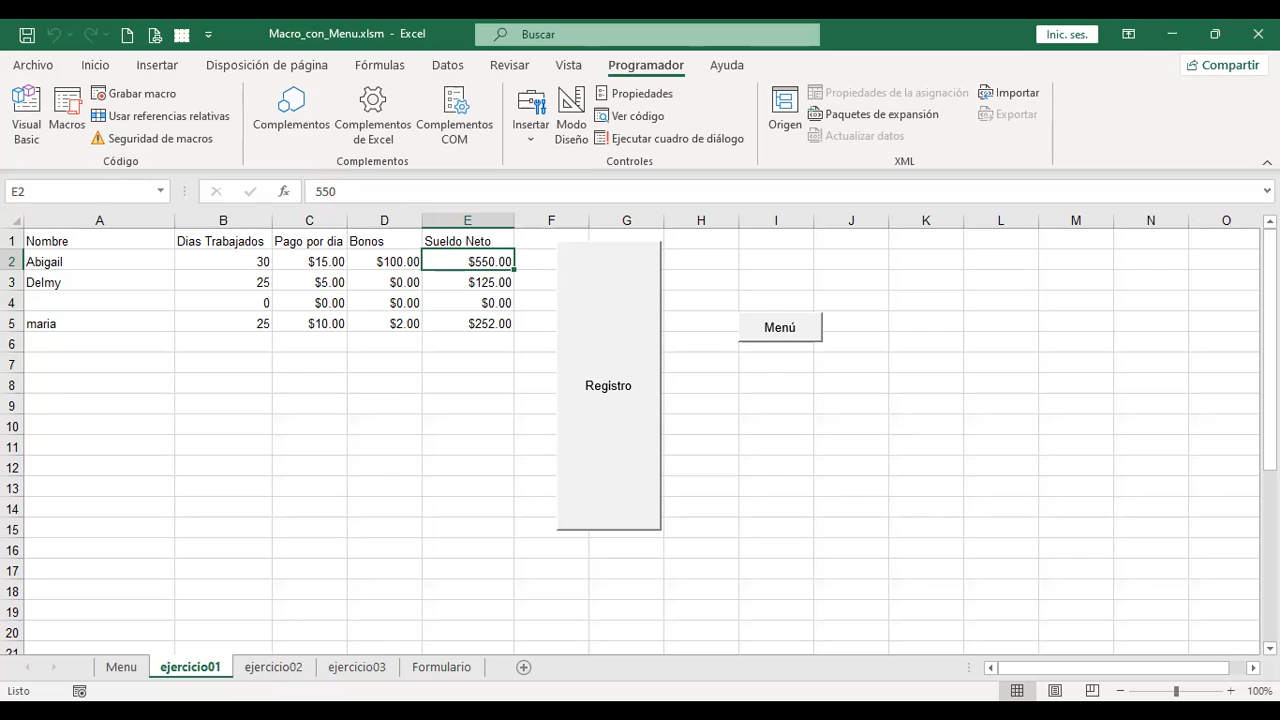 Macro_con_Menu.xlsm - Excel
Buscar
Inic. ses.
Archivo Inicio Insertar Disposición de página Fórmulas Datos Revisar Vista Programador Ayuda
Compartir
Visual Basic
Macros
Grabar macro
Usar referencias relativas
Seguridad de macros
Código
Complementos
Complementos de Excel
Complementos COM
Complementos
Insertar
Modo Diseño
Propiedades
Ver código
Ejecutar cuadro de diálogo
Controles
Origen
Propiedades de la asignación
Paquetes de expansión
Actualizar datos
Importar
Exportar
XML
E2
fx
550
A B C D E F G H I J K L M N O
1 Nombre Dias Trabajados Pago por dia Bonos Sueldo Neto
2 Abigail 30 $15.00 $100.00 $550.00
3 Delmy 25 $5.00 $0.00 $125.00
4 0 $0.00 $0.00 $0.00
5 maria 25 $10.00 $2.00 $252.00
Menú
6
7
8
Registro
9
10
11
12
13
14
15
16
17
18
19
20
21
Menu ejercicio01 ejercicio02 ejercicio03 Formulario
Listo
100%